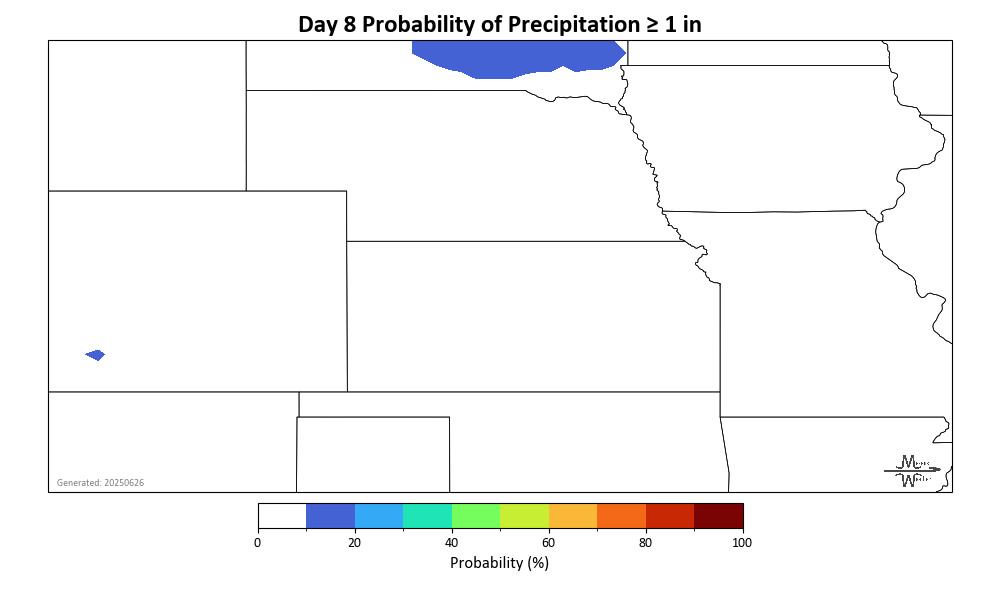 Day 8 Probability of Precipitation ≥ 1 in
Generated: 20250626
0 20 40 60 80 100
Probability (%)